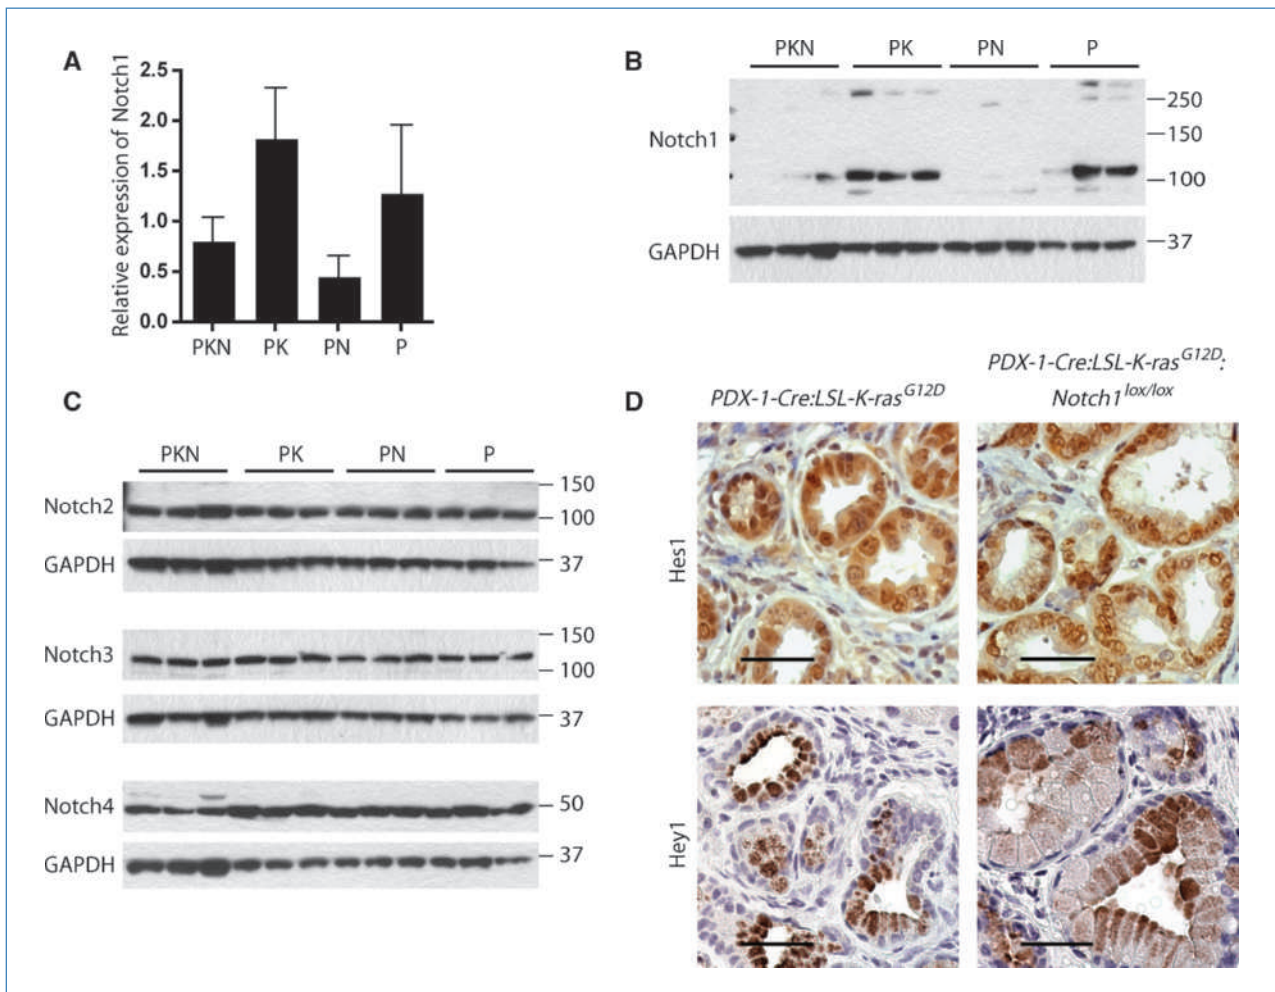 A
Relative expression of Notch1
2.5
2.0
1.5
1.0
0.5
0.0
PKN PK PN P
B
PKN PK PN P
Notch1
250
150
100
GAPDH
37
C
PKN PK PN P
Notch2
150
100
GAPDH
37
Notch3
150
100
GAPDH
37
Notch4
50
GAPDH
37
D
PDX-1-Cre:LSL-K-ras^G12D
PDX-1-Cre:LSL-K-ras^G12D:
Notch1^lox/lox
Hes1
Hey1